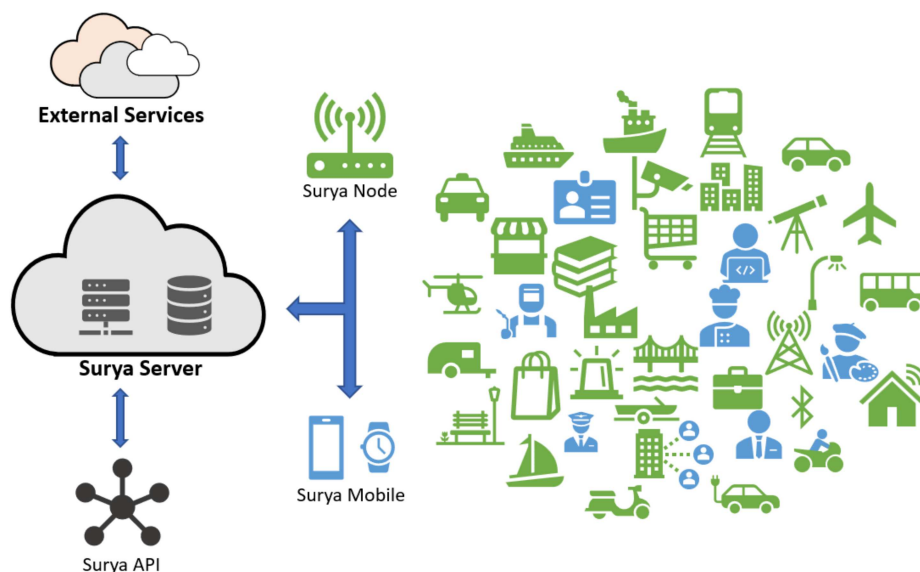 External Services
Surya Node
Surya Server
Surya Mobile
Surya API